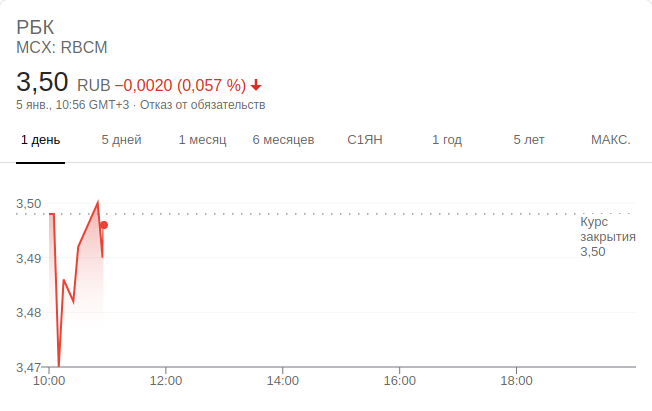 РБК
MCX: RBCM
3,50 RUB −0,0020 (0,057 %)
5 янв., 10:56 GMT+3 · Отказ от обязательств
1 день 5 дней 1 месяц 6 месяцев С1ЯН 1 год 5 лет МАКС.
3,50
Курс
закрытия
3,50
3,49
3,48
3,47
10:00 12:00 14:00 16:00 18:00